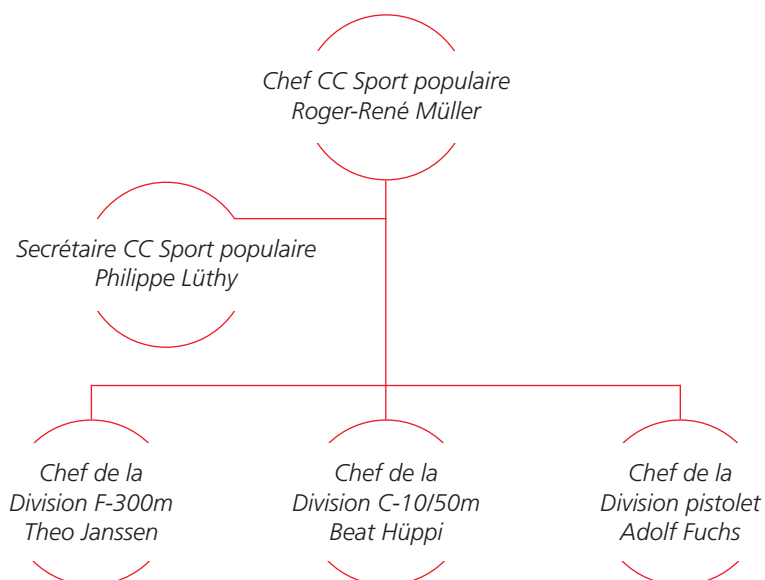 Chef CC Sport populaire
Roger-René Müller
Secrétaire CC Sport populaire
Philippe Lüthy
Chef de la
Division F-300m
Theo Janssen
Chef de la
Division C-10/50m
Beat Hüppi
Chef de la
Division pistolet
Adolf Fuchs